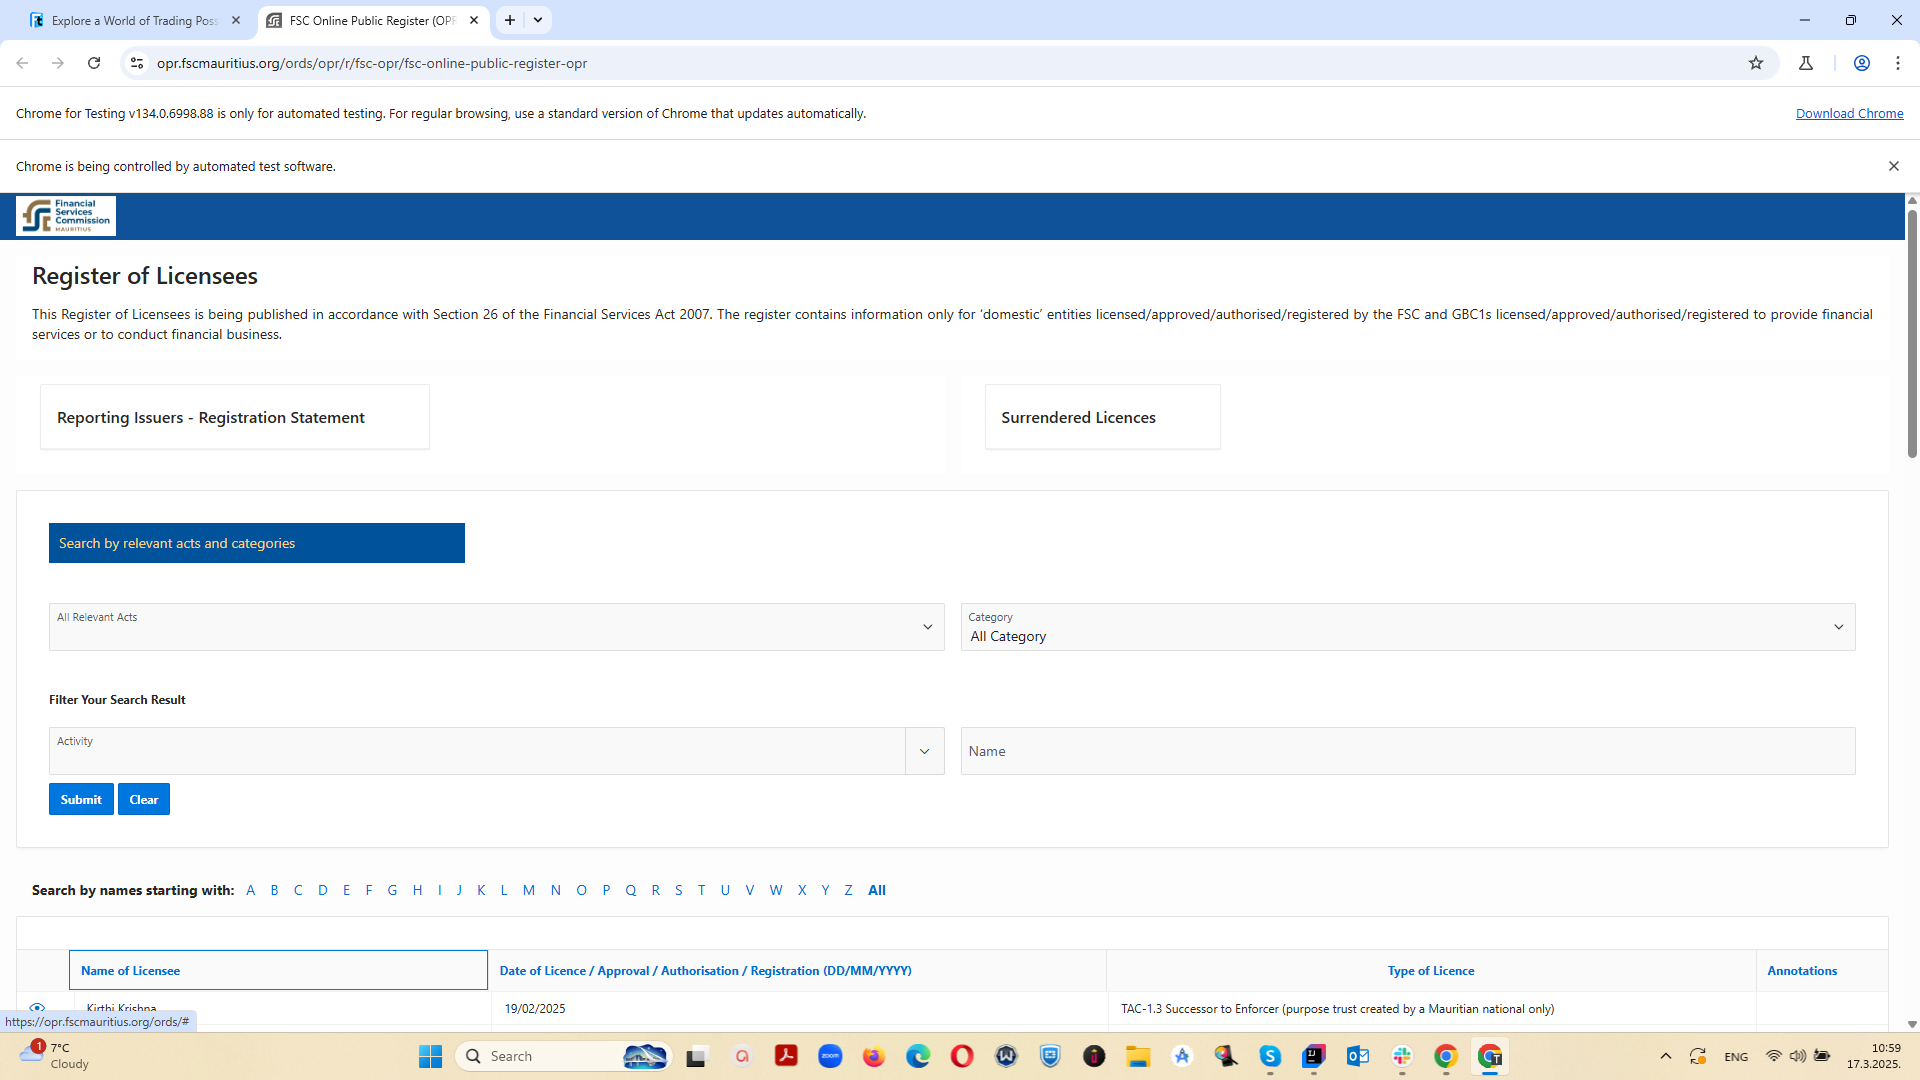 Explore a World of Trading Poss
FSC Online Public Register (OPR
opr.fscmauritius.org/ords/opr/r/fsc-opr/fsc-online-public-register-opr
Chrome for Testing v134.0.6998.88 is only for automated testing. For regular browsing, use a standard version of Chrome that updates automatically.
Download Chrome
Chrome is being controlled by automated test software.
Financial
Services
Commission
MAURITIUS
Register of Licensees
This Register of Licensees is being published in accordance with Section 26 of the Financial Services Act 2007. The register contains information only for ‘domestic’ entities licensed/approved/authorised/registered by the FSC and GBC1s licensed/approved/authorised/registered to provide financial
services or to conduct financial business.
Reporting Issuers - Registration Statement
Surrendered Licences
Search by relevant acts and categories
All Relevant Acts
Category
All Category
Filter Your Search Result
Activity
Name
Submit
Clear
Search by names starting with: A B C D E F G H I J K L M N O P Q R S T U V W X Y Z All
Name of Licensee
Date of Licence / Approval / Authorisation / Registration (DD/MM/YYYY)
Type of Licence
Annotations
Kirthi Krishna
19/02/2025
TAC-1.3 Successor to Enforcer (purpose trust created by a Mauritian national only)
https://opr.fscmauritius.org/ords/#
1
7°C
Cloudy
Search
zoom
ENG
10:59
17.3.2025.